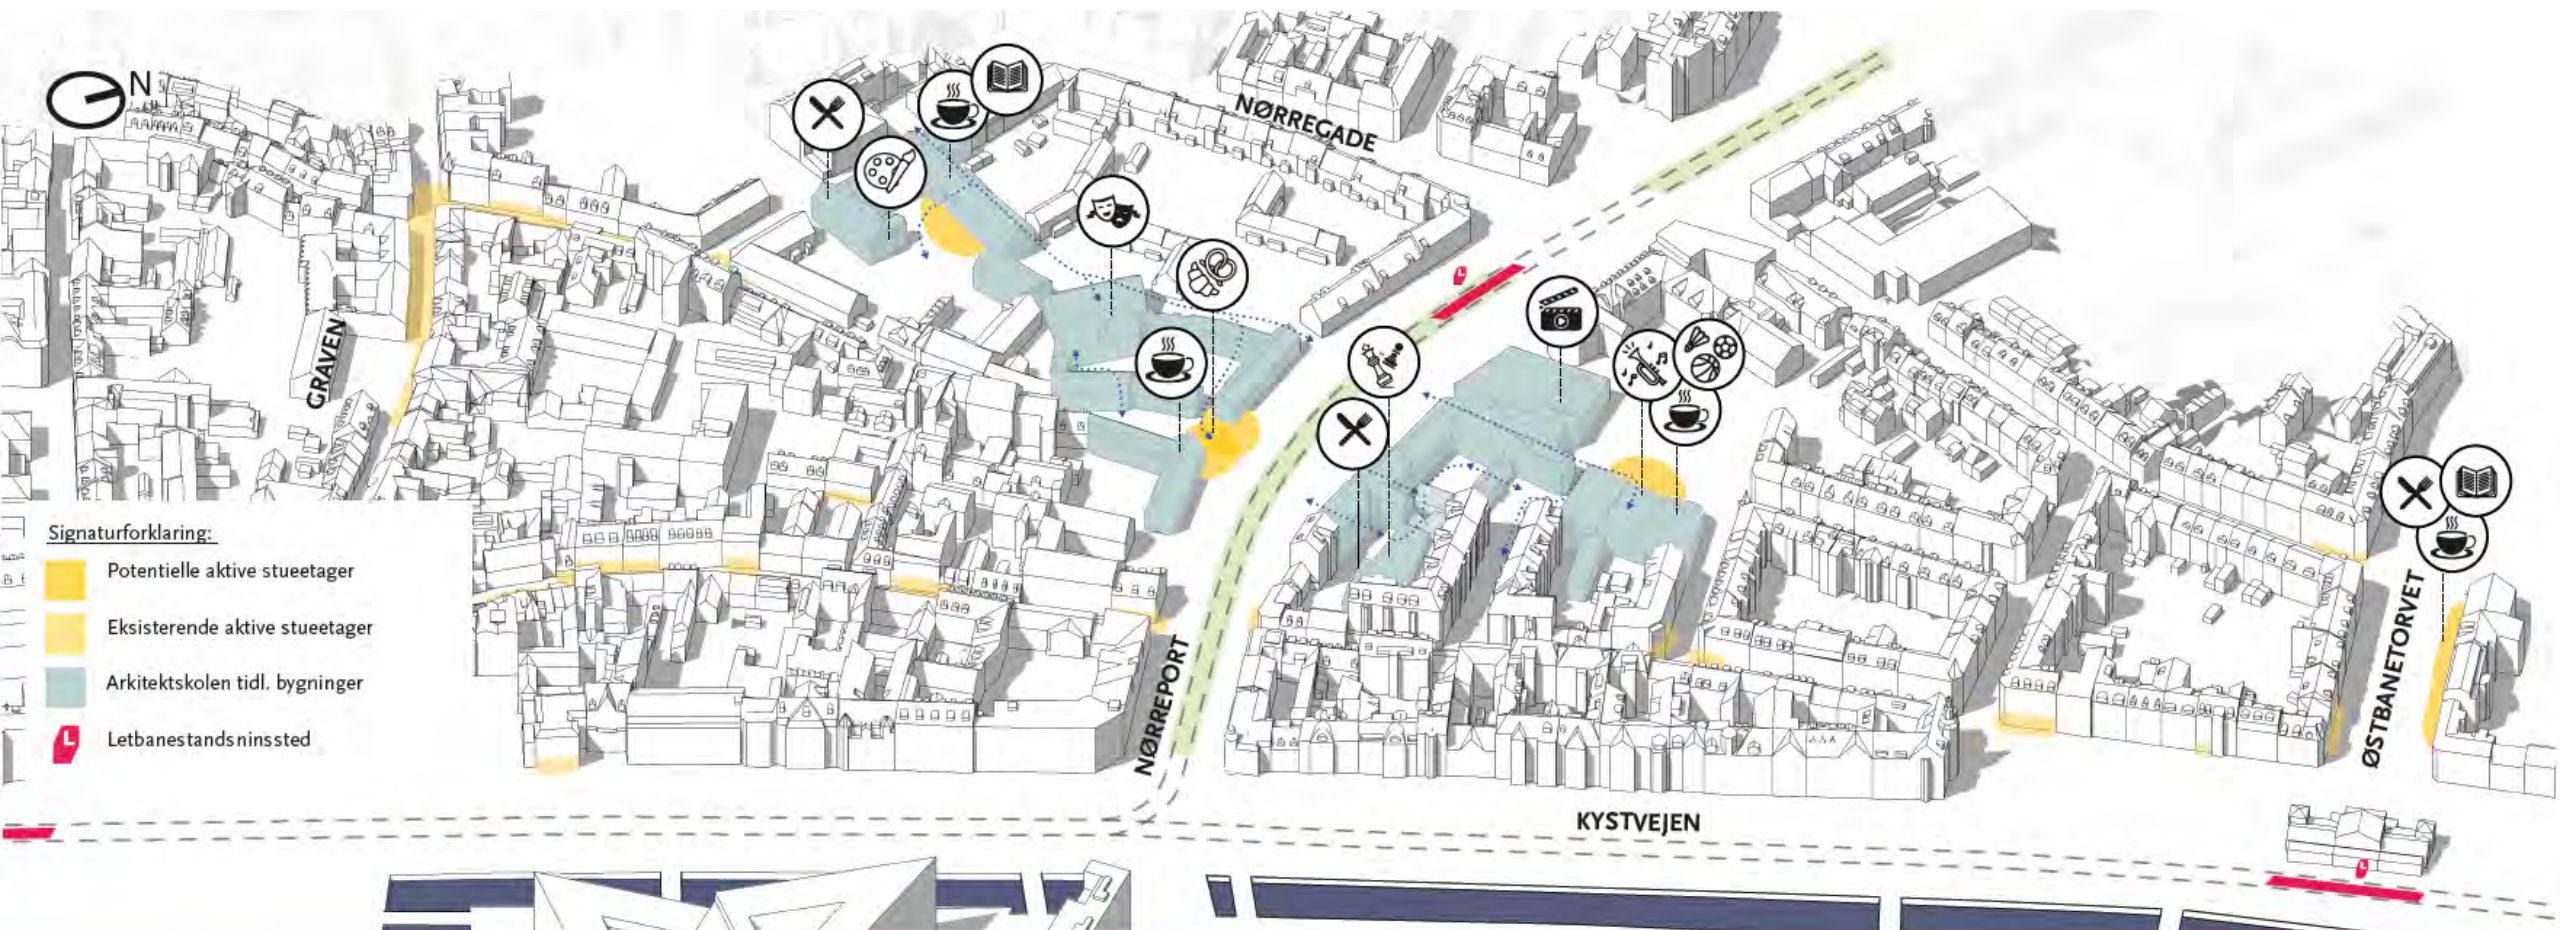 N
NØRREGADE
GRAVEN
Signaturforklaring:
Potentielle aktive stueetager
Eksisterende aktive stueetager
Arkitektskolen tidl. bygninger
L
Letbanestandsninssted
L
NØRREPORT
ØSTBANETORVET
KYSTVEJEN
L